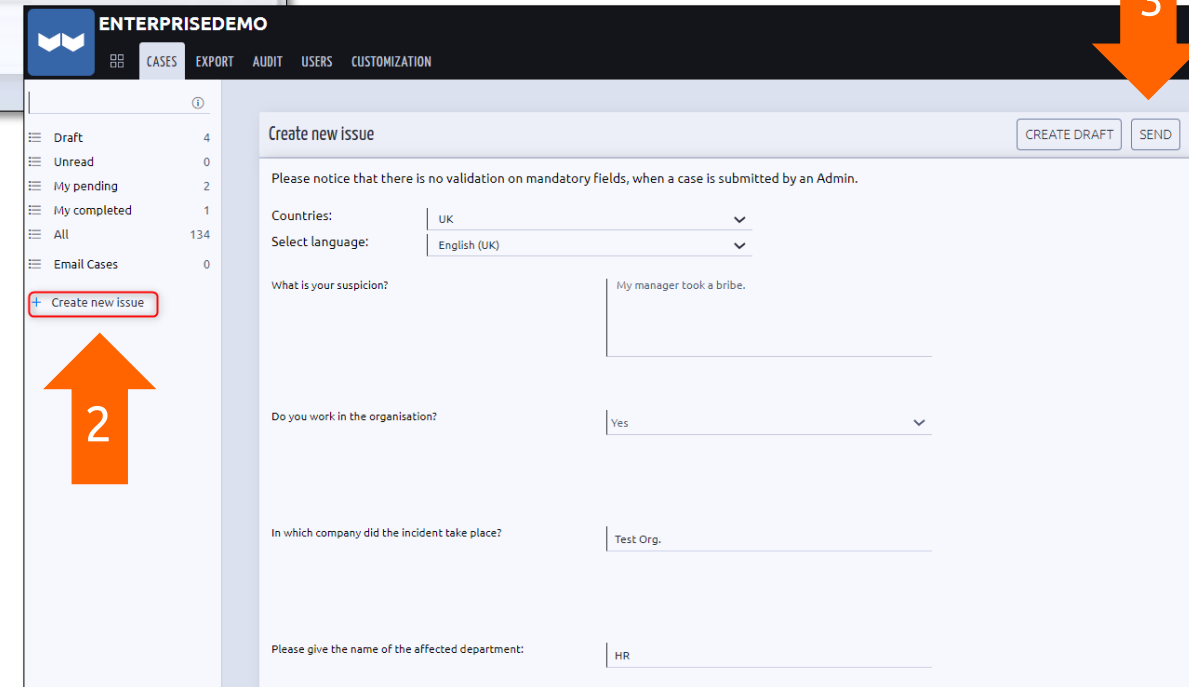 3
ENTERPRISEDEMO
CASES EXPORT AUDIT USERS CUSTOMIZATION
Draft 4
Unread 0
My pending 2
My completed 1
All 134
Email Cases 0
+ Create new issue
2
Create new issue
CREATE DRAFT SEND
Please notice that there is no validation on mandatory fields, when a case is submitted by an Admin.
Countries: UK
Select language: English (UK)
What is your suspicion? My manager took a bribe.
Do you work in the organisation? Yes
In which company did the incident take place? Test Org.
Please give the name of the affected department: HR